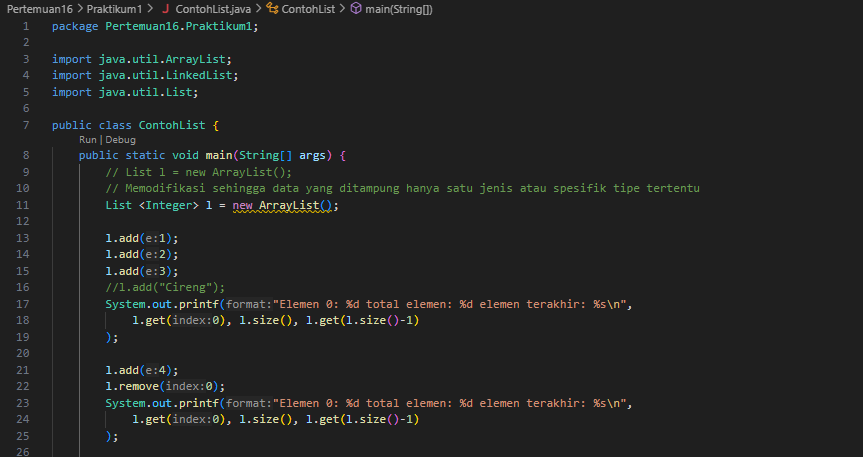 Pertemuan16 > Praktikum1 > J ContohList.java > ContohList > main(String[])
1 package Pertemuan16.Praktikum1;
2
3 import java.util.ArrayList;
4 import java.util.LinkedList;
5 import java.util.List;
6
7 public class ContohList {
Run | Debug
8 public static void main(String[] args) {
9 // List l = new ArrayList();
10 // Memodifikasi sehingga data yang ditampung hanya satu jenis atau spesifik tipe tertentu
11 List <Integer> l = new ArrayList();
12
13 l.add(e:1);
14 l.add(e:2);
15 l.add(e:3);
16 //l.add("Cireng");
17 System.out.printf(format:"Elemen 0: %d total elemen: %d elemen terakhir: %s\n",
18 l.get(index:0), l.size(), l.get(l.size()-1)
19 );
20
21 l.add(e:4);
22 l.remove(index:0);
23 System.out.printf(format:"Elemen 0: %d total elemen: %d elemen terakhir: %s\n",
24 l.get(index:0), l.size(), l.get(l.size()-1)
25 );
26